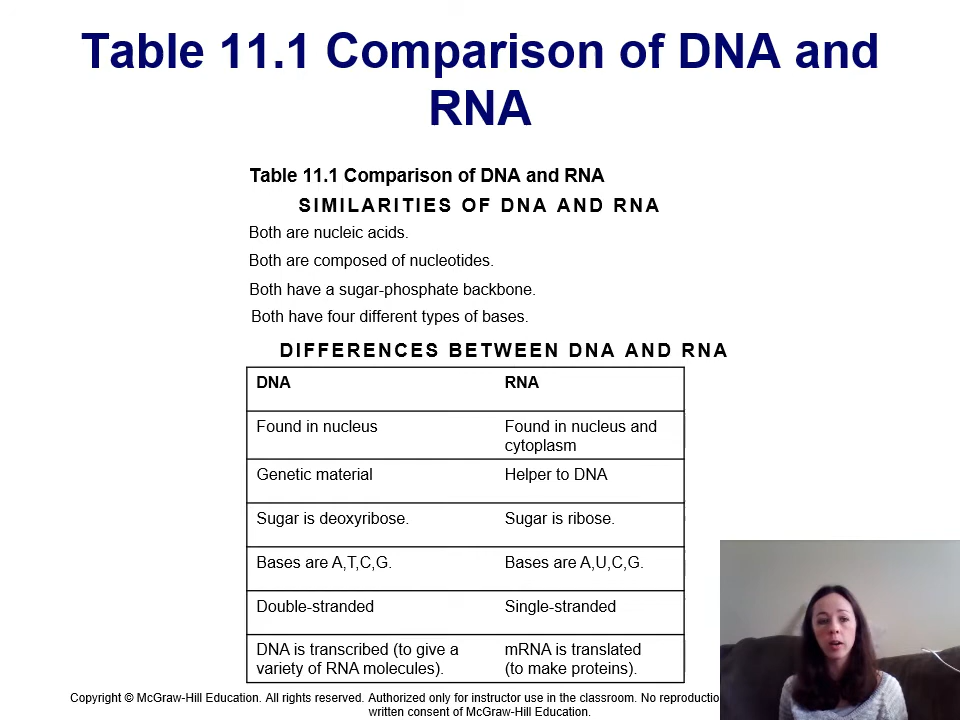 Table 11.1 Comparison of DNA and
RNA
Table 11.1 Comparison of DNA and RNA
SIMILARITIES OF DNA AND RNA
Both are nucleic acids.
Both are composed of nucleotides.
Both have a sugar-phosphate backbone.
Both have four different types of bases.
DIFFERENCES BETWEEN DNA AND RNA
DNA RNA
Found in nucleus Found in nucleus and
cytoplasm
Genetic material Helper to DNA
Sugar is deoxyribose. Sugar is ribose.
Bases are A,T,C,G. Bases are A,U,C,G.
Double-stranded Single-stranded
DNA is transcribed (to give a mRNA is translated
variety of RNA molecules). (to make proteins).
Copyright © McGraw-Hill Education. All rights reserved. Authorized only for instructor use in the classroom. No
written consent of McGraw-Hill Education.